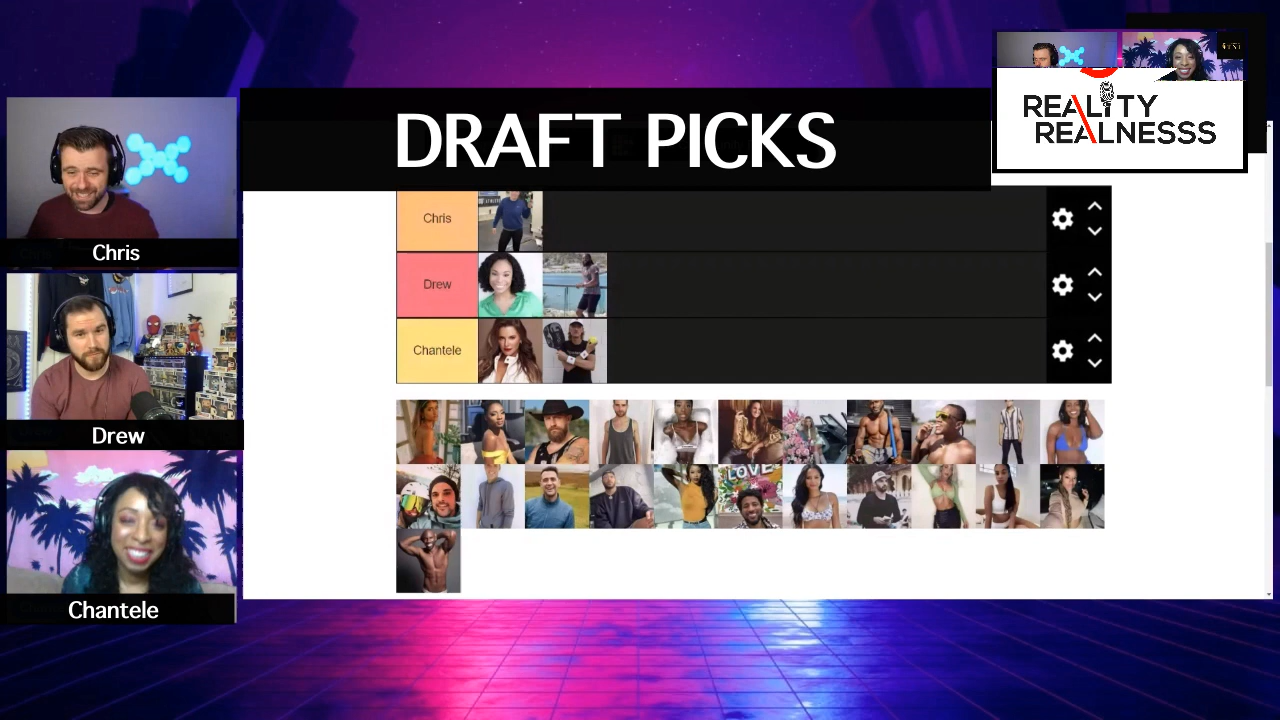 DRAFT PICKS
REALITY
REALNESSS
Chris
Drew
Chantele
Chris
Drew
Chantele
LOVE